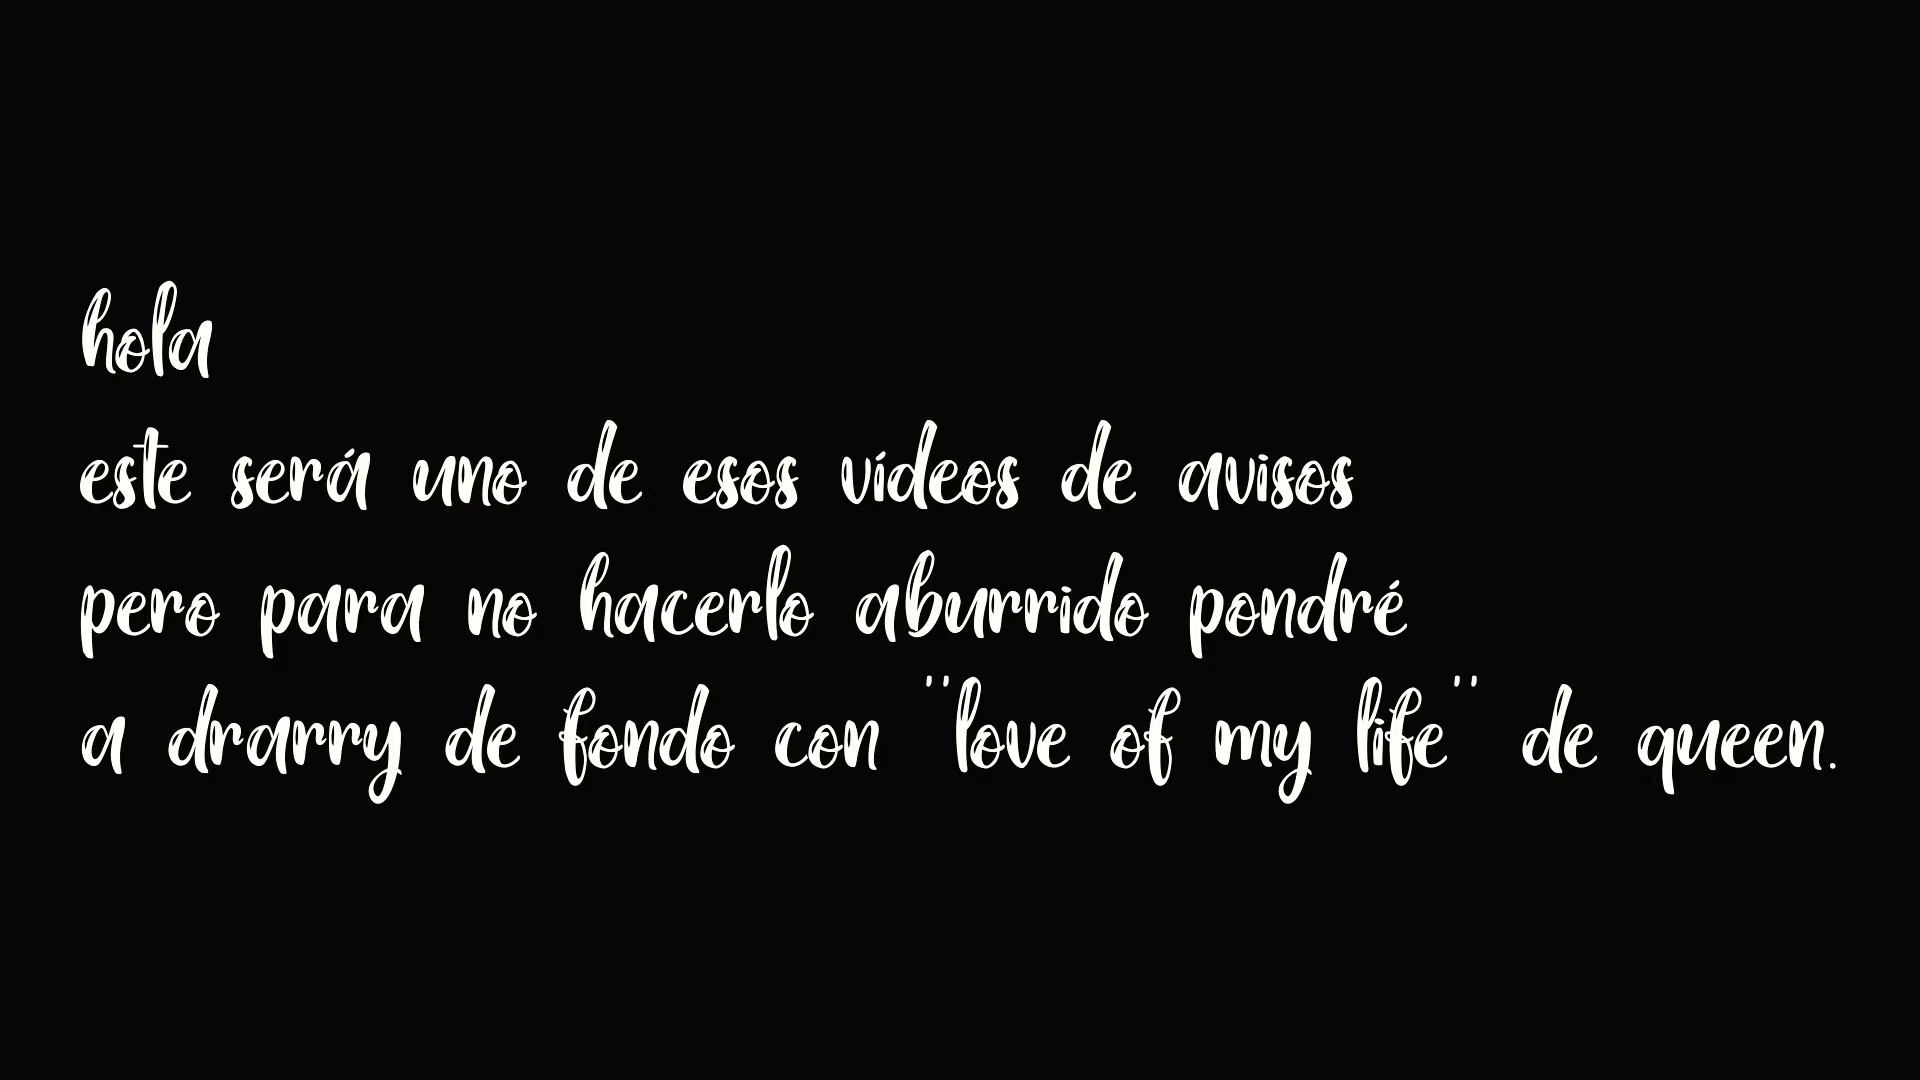 hola
este será uno de esos vídeos de avisos
pero para no hacerlo aburrido pondré
a drarry de fondo con ''love of my life'' de queen.